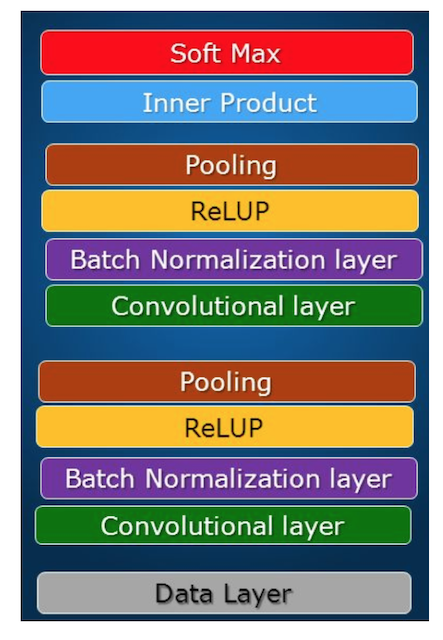 Soft Max
Inner Product
Pooling
ReLUP
Batch Normalization layer
Convolutional layer
Pooling
ReLUP
Batch Normalization layer
Convolutional layer
Data Layer